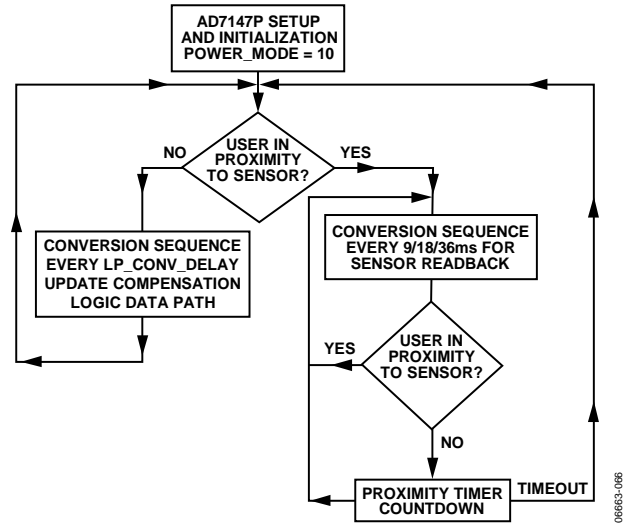 AD7147P SETUP
AND INITIALIZATION
POWER_MODE = 10
USER IN
PROXIMITY
TO SENSOR?
NO
YES
CONVERSION SEQUENCE
EVERY LP_CONV_DELAY
UPDATE COMPENSATION
LOGIC DATA PATH
CONVERSION SEQUENCE
EVERY 9/18/36ms FOR
SENSOR READBACK
YES
USER IN
PROXIMITY
TO SENSOR?
NO
PROXIMITY TIMER
COUNTDOWN
TIMEOUT
06663-066